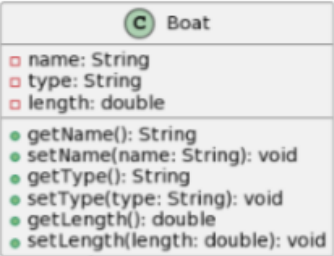 C Boat
name: String
type: String
length: double
getName(): String
setName(name: String): void
getType(): String
setType(type: String): void
getLength(): double
setLength(length: double): void